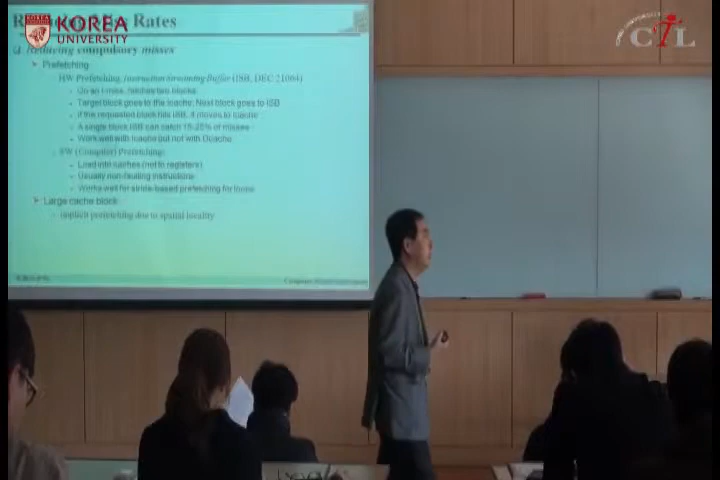 Rates
KOREA
UNIVERSITY
CTL
Reducing compulsory misses
Prefetching
HW Prefetching: Instruction Streaming Buffer (ISB, DEC 21064)
On an I-miss, fetches two blocks
Target block goes to the Icache; Next block goes to ISB
If the requested block hits ISB, it moves to Icache
A single block ISB can catch 15-25% of misses
Work well with Icache but not with Dcache
SW (Compiler) Prefetching:
Load into caches (not to registers)
Usually non-faulting instructions
Works well for stride-based prefetching for loops
Large cache block
implicit prefetching due to spatial locality